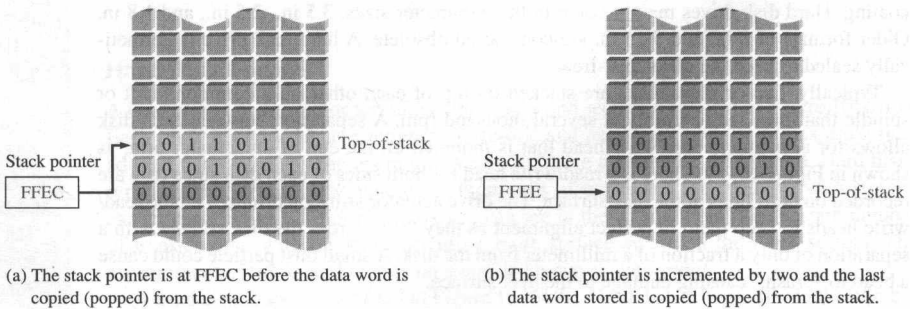 0 0 1 1 0 1 0 0 Top-of-stack
Stack pointer
0 0 0 1 0 0 1 0
FFEC
0 0 0 0 0 0 0 0
(a) The stack pointer is at FFEC before the data word is
copied (popped) from the stack.
0 0 1 1 0 1 0 0
Stack pointer
0 0 0 1 0 0 1 0
FFEE
0 0 0 0 0 0 0 0 Top-of-stack
(b) The stack pointer is incremented by two and the last
data word stored is copied (popped) from the stack.